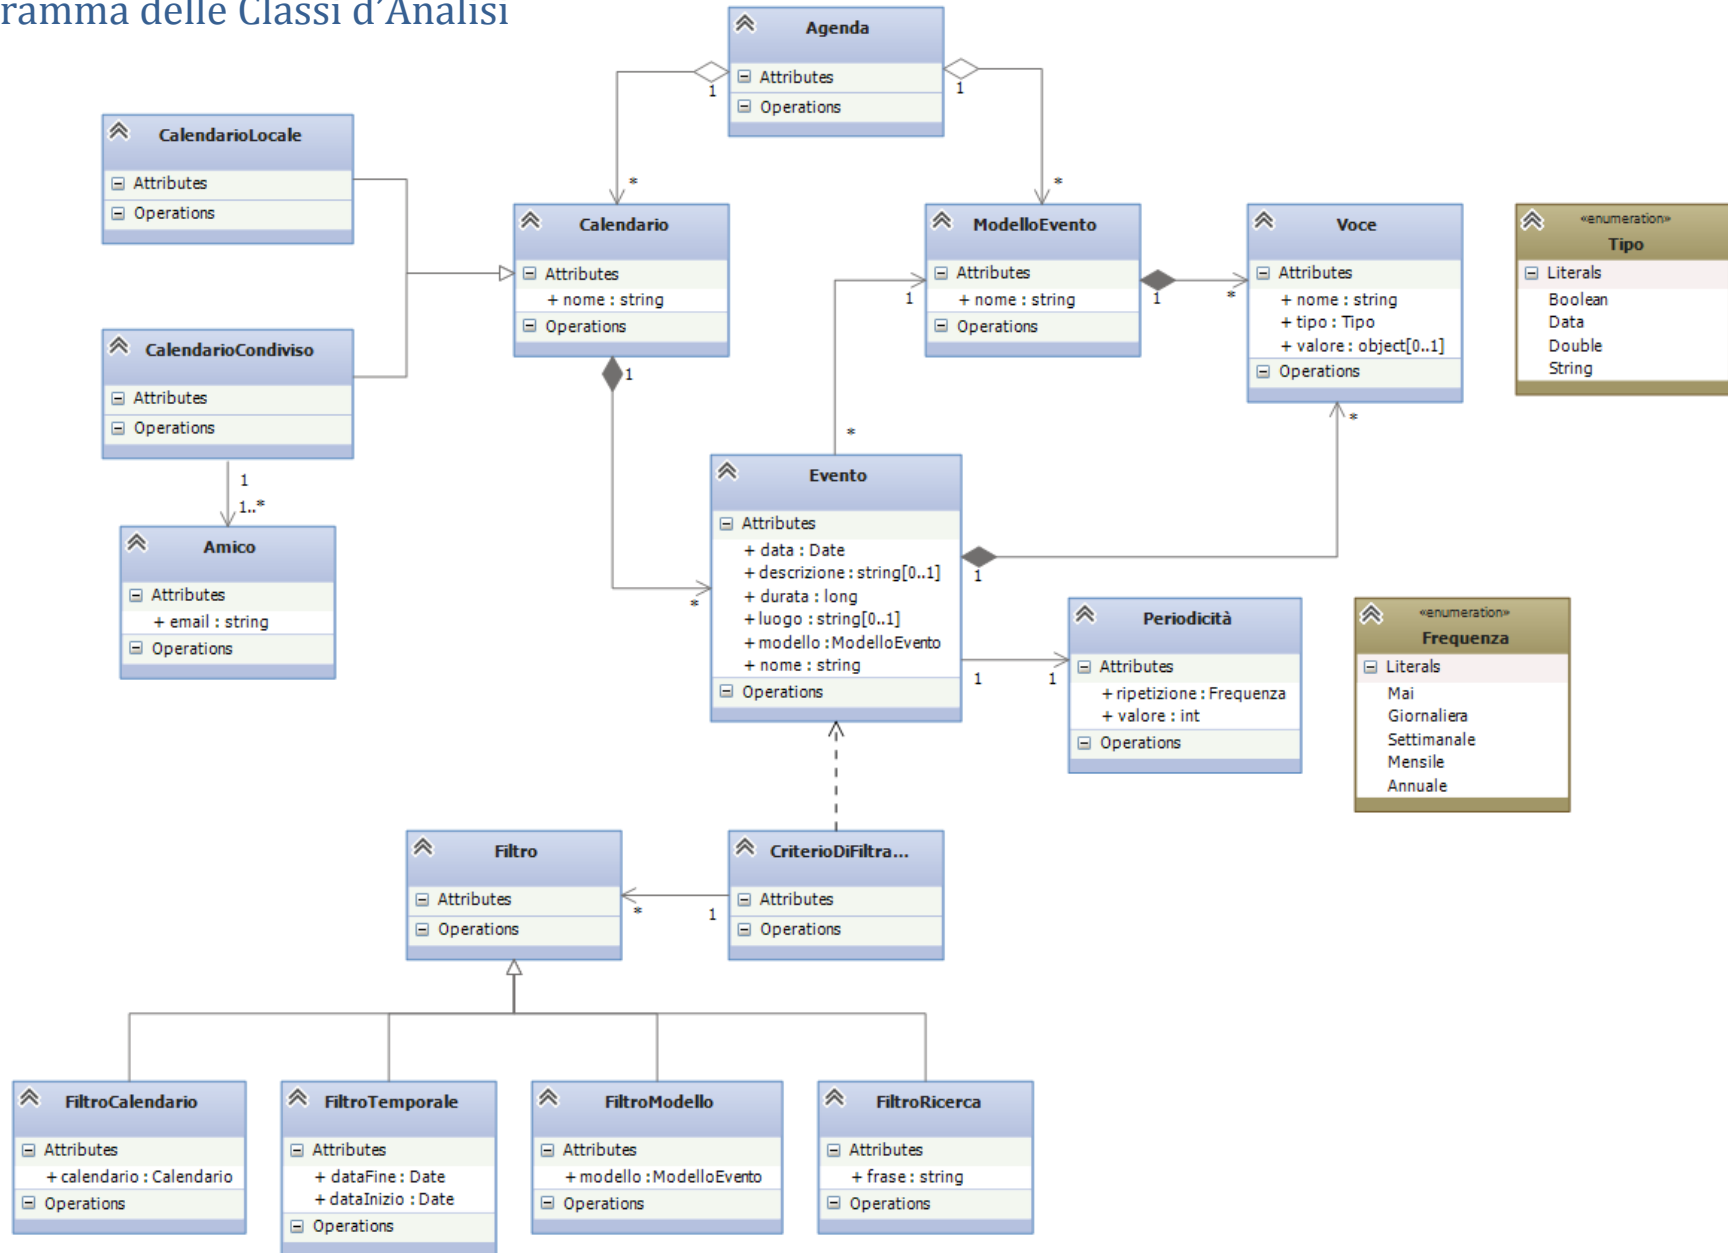 ramma delle Classi d'Analisi
Agenda
Attributes
Operations
1
1
*
*
CalendarioLocale
Attributes
Operations
Calendario
Attributes
+ nome : string
Operations
ModelloEvento
Attributes
+ nome : string
Operations
1
*
Voce
Attributes
+ nome : string
+ tipo : Tipo
+ valore : object[0..1]
Operations
«enumeration»
Tipo
Literals
Boolean
Data
Double
String
CalendarioCondiviso
Attributes
Operations
1
1..*
Amico
Attributes
+ email : string
Operations
1
*
1
*
*
Evento
Attributes
+ data : Date
+ descrizione : string[0..1]
+ durata : long
+ luogo : string[0..1]
+ modello : ModelloEvento
+ nome : string
Operations
1
1
1
Periodicità
Attributes
+ ripetizione : Frequenza
+ valore : int
Operations
«enumeration»
Frequenza
Literals
Mai
Giornaliera
Settimanale
Mensile
Annuale
Filtro
Attributes
Operations
*
1
CriterioDiFiltra...
Attributes
Operations
FiltroCalendario
Attributes
+ calendario : Calendario
Operations
FiltroTemporale
Attributes
+ dataFine : Date
+ dataInizio : Date
Operations
FiltroModello
Attributes
+ modello : ModelloEvento
Operations
FiltroRicerca
Attributes
+ frase : string
Operations